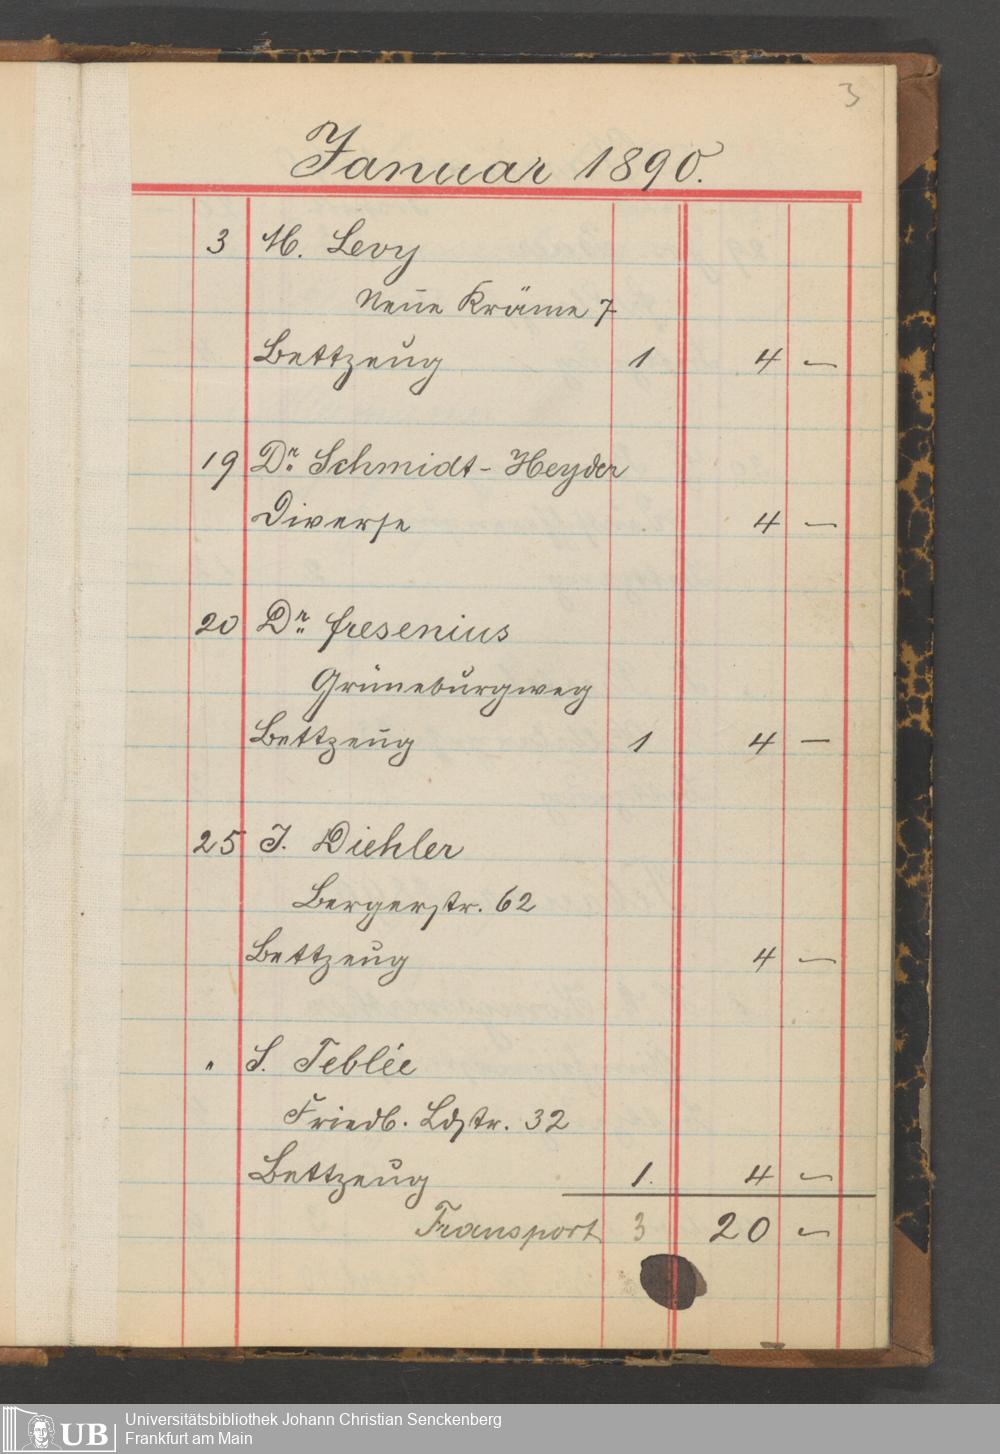 3
Januar 1890.
3 M. Levy
Neue Kräme 7
Bettzeug 1 4 —
19 Dr. Schmidt-Heyder
Diverse 4 —
20 Dr. Fresenius
Grüneburgweg
Bettzeug 1 4 —
25 J. Diehler
Bergerstr. 62
Bettzeug 4 —
" S. Teblée
Friedb. Ldstr. 32
Bettzeug 1. 4 —
Transport 3 20 —
UB
Universitätsbibliothek Johann Christian Senckenberg
Frankfurt am Main